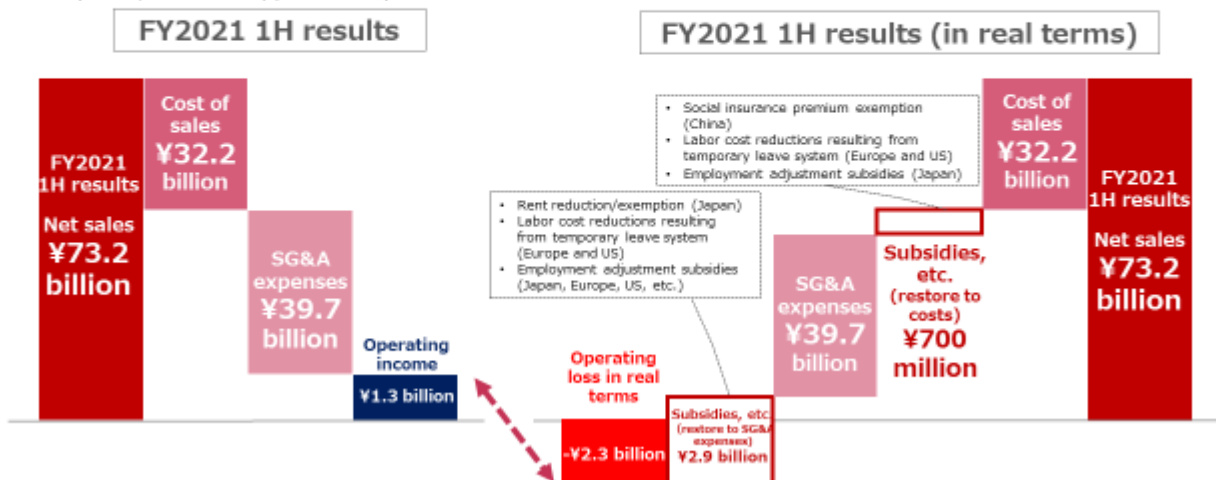 FY2021 1H results
FY2021
1H results
Net sales
¥73.2
billion
Cost of
sales
¥32.2
billion
SG&A
expenses
¥39.7
billion
Operating
income
¥1.3 billion
FY2021 1H results (in real terms)
Operating
loss in real
terms
-¥2.3 billion
• Rent reduction/exemption (Japan)
• Labor cost reductions resulting
from temporary leave system
(Europe and US)
• Employment adjustment subsidies
(Japan, Europe, US, etc.)
Subsidies, etc.
(restore to SG&A
expenses)
¥2.9 billion
SG&A
expenses
¥39.7
billion
• Social insurance premium exemption
(China)
• Labor cost reductions resulting from
temporary leave system (Europe and US)
• Employment adjustment subsidies (Japan)
Subsidies,
etc.
(restore to
costs)
¥700
million
Cost of
sales
¥32.2
billion
FY2021
1H results
Net sales
¥73.2
billion